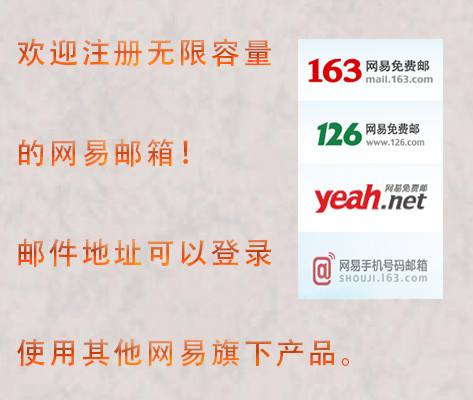 欢迎注册无限容量
的网易邮箱！
邮件地址可以登录
使用其他网易旗下产品。
163 网易免费邮
mail.163.com
126 网易免费邮
www.126.com
网易免费邮
yeah.net
网易手机号码邮箱
SHOUJI.163.com